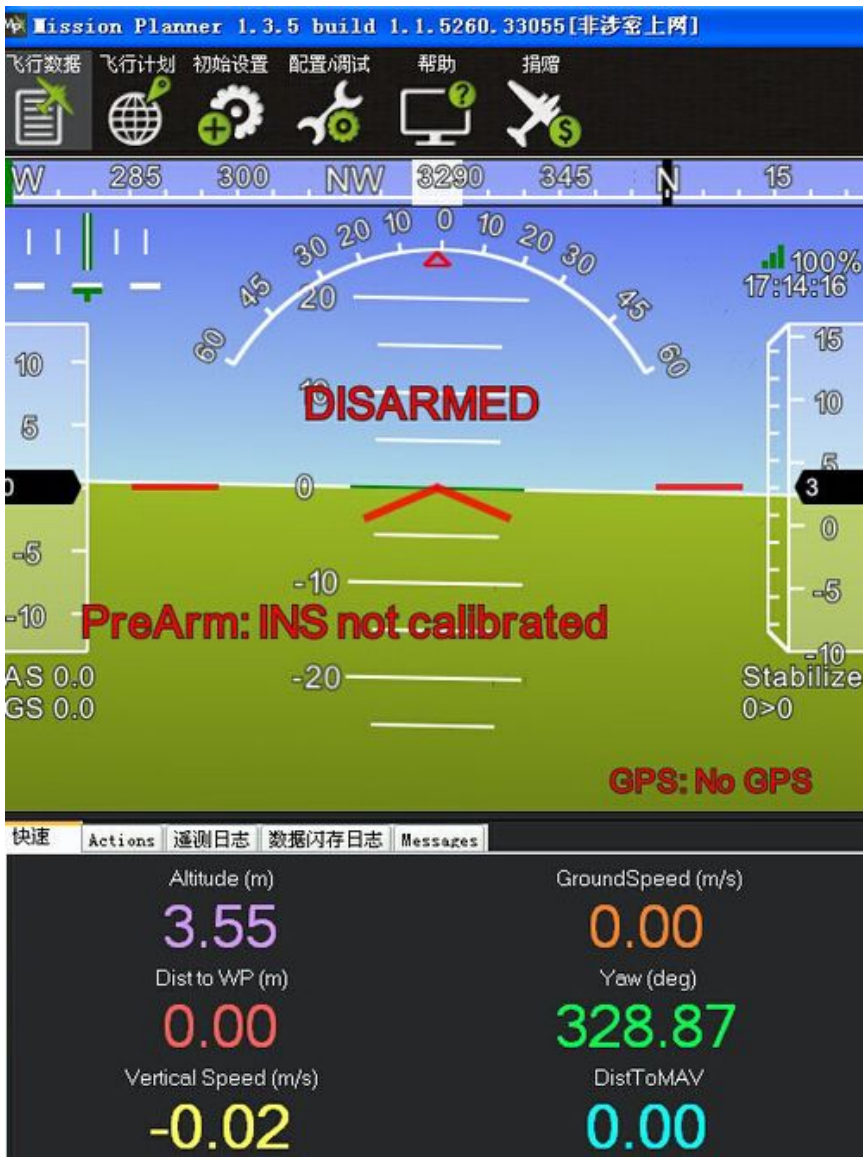 Mission Planner 1.3.5 build 1.1.5260.33055[非涉密上网]
飞行数据 飞行计划 初始设置 配置/调试 帮助 捐赠
W 285 300 NW 3290 345 N 15
60 45 30 20 10 0 10 20 30 45 60
100%
17:14:16
20
15
10
10
DISARMED
10
5
5
0
0
3
0
-5
-10
-5
-10
PreArm: INS not calibrated
-10
AS 0.0
-20
Stabilize
GS 0.0
0>0
GPS: No GPS
快速 Actions 遥测日志 数据闪存日志 Messages
Altitude (m) GroundSpeed (m/s)
3.55 0.00
Dist to WP (m) Yaw (deg)
0.00 328.87
Vertical Speed (m/s) DistToMAV
-0.02 0.00